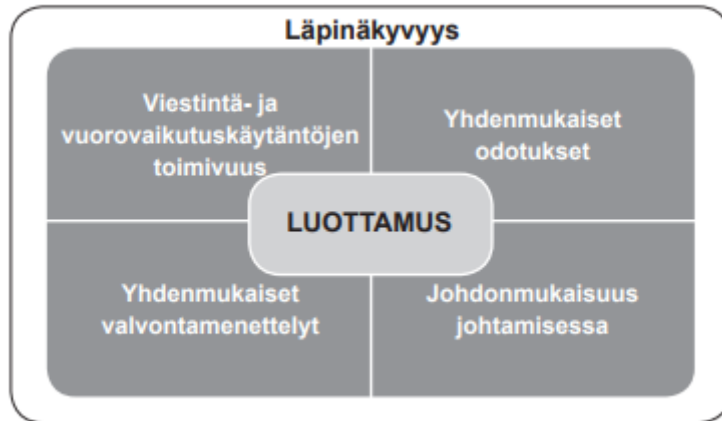 Läpinäkyvyys
Viestintä- ja
vuorovaikutuskäytäntöjen
toimivuus
Yhdenmukaiset
odotukset
LUOTTAMUS
Yhdenmukaiset
valvontamenettelyt
Johdonmukaisuus
johtamisessa